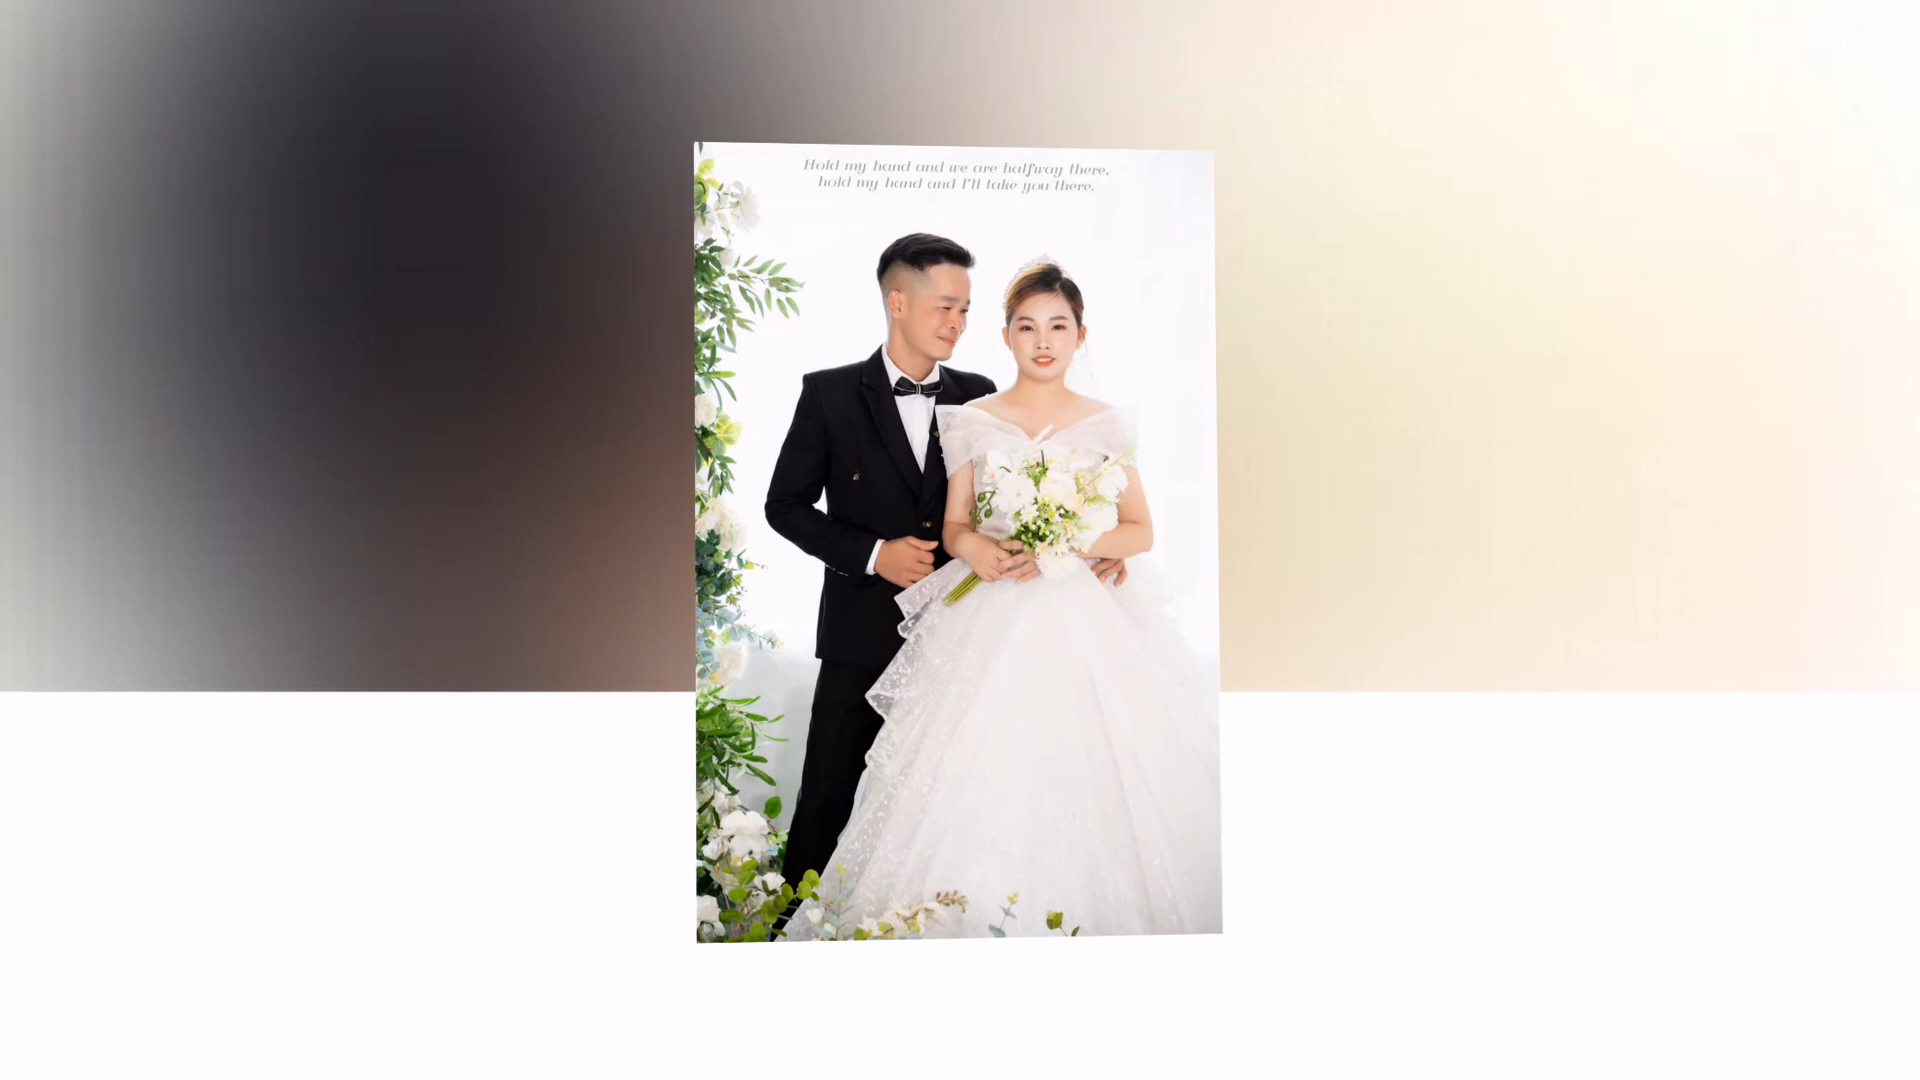 Hold my hand and we are halfway there,
hold my hand and I'll take you there.